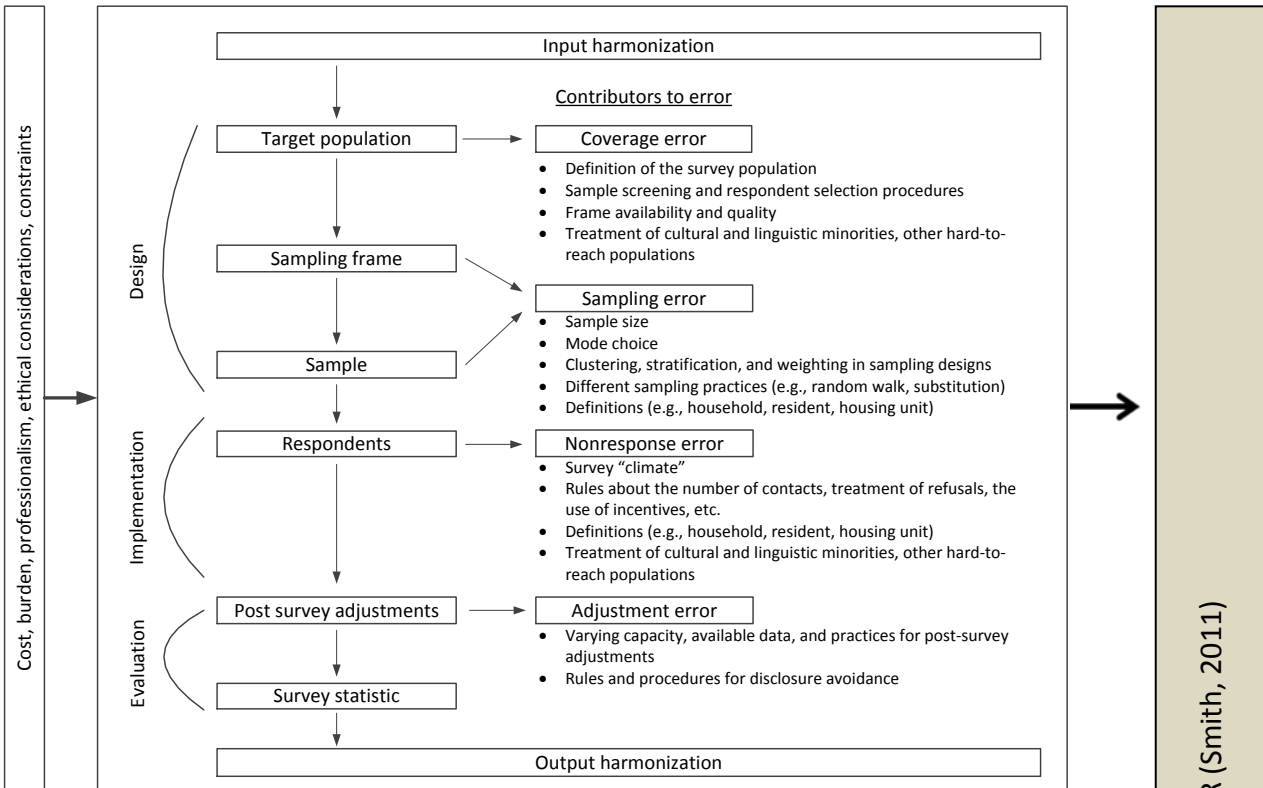 Cost, burden, professionalism, ethical considerations, constraints
Input harmonization
Contributors to error
Design
Target population
Coverage error
• Definition of the survey population
• Sample screening and respondent selection procedures
• Frame availability and quality
• Treatment of cultural and linguistic minorities, other hard-to-
reach populations
Sampling frame
Sampling error
• Sample size
• Mode choice
• Clustering, stratification, and weighting in sampling designs
• Different sampling practices (e.g., random walk, substitution)
• Definitions (e.g., household, resident, housing unit)
Sample
Implementation
Respondents
Nonresponse error
• Survey “climate”
• Rules about the number of contacts, treatment of refusals, the
use of incentives, etc.
• Definitions (e.g., household, resident, housing unit)
• Treatment of cultural and linguistic minorities, other hard-to-
reach populations
Evaluation
Post survey adjustments
Adjustment error
• Varying capacity, available data, and practices for post-survey
adjustments
• Rules and procedures for disclosure avoidance
Survey statistic
Output harmonization
(Smith, 2011)